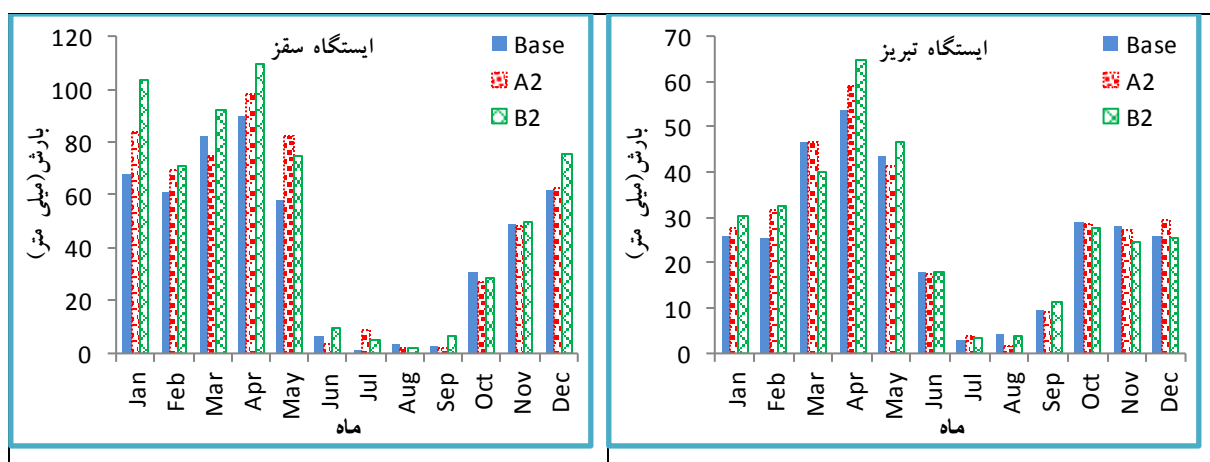 ایستگاه سقز
Base
A2
B2
120
100
80
60
40
20
0
بارش(میلی متر)
Jan
Feb
Mar
Apr
May
Jun
Jul
Aug
Sep
Oct
Nov
Dec
ماه
ایستگاه تبریز
Base
A2
B2
70
60
50
40
30
20
10
0
بارش(میلی متر)
Jan
Feb
Mar
Apr
May
Jun
Jul
Aug
Sep
Oct
Nov
Dec
ماه